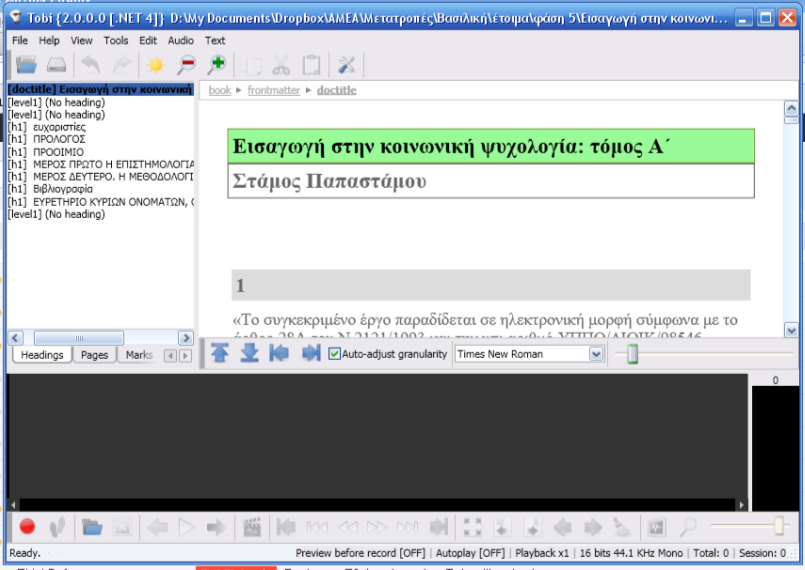 Tobi {2.0.0.0 [.NET 4]} D:\My Documents\Dropbox\ΑΜΕΑ\Μετατροπές\Βασιλική\έτοιμα\φάση 5\Εισαγωγή στην κοινωνι...
File Help View Tools Edit Audio Text
[doctitle] Εισαγωγή στην κοινωνική
book ▸ frontmatter ▸ doctitle
[level1] (No heading)
[level1] (No heading)
[h1] ευχαριστίες
[h1] ΠΡΟΛΟΓΟΣ
[h1] ΠΡΟΟΙΜΙΟ
[h1] ΜΕΡΟΣ ΠΡΩΤΟ Η ΕΠΙΣΤΗΜΟΛΟΓΙΑ
[h1] ΜΕΡΟΣ ΔΕΥΤΕΡΟ. Η ΜΕΘΟΔΟΛΟΓΙ
[h1] Βιβλιογραφία
[h1] ΕΥΡΕΤΗΡΙΟ ΚΥΡΙΩΝ ΟΝΟΜΑΤΩΝ,
[level1] (No heading)
Εισαγωγή στην κοινωνική ψυχολογία: τόμος Α΄
Στάμος Παπαστάμου
1
«Το συγκεκριμένο έργο παραδίδεται σε ηλεκτρονική μορφή σύμφωνα με το
Headings Pages Marks
Auto-adjust granularity Times New Roman
0
Ready. Preview before record [OFF] | Autoplay [OFF] | Playback x1 | 16 bits 44.1 KHz Mono | Total: 0 | Session: 0